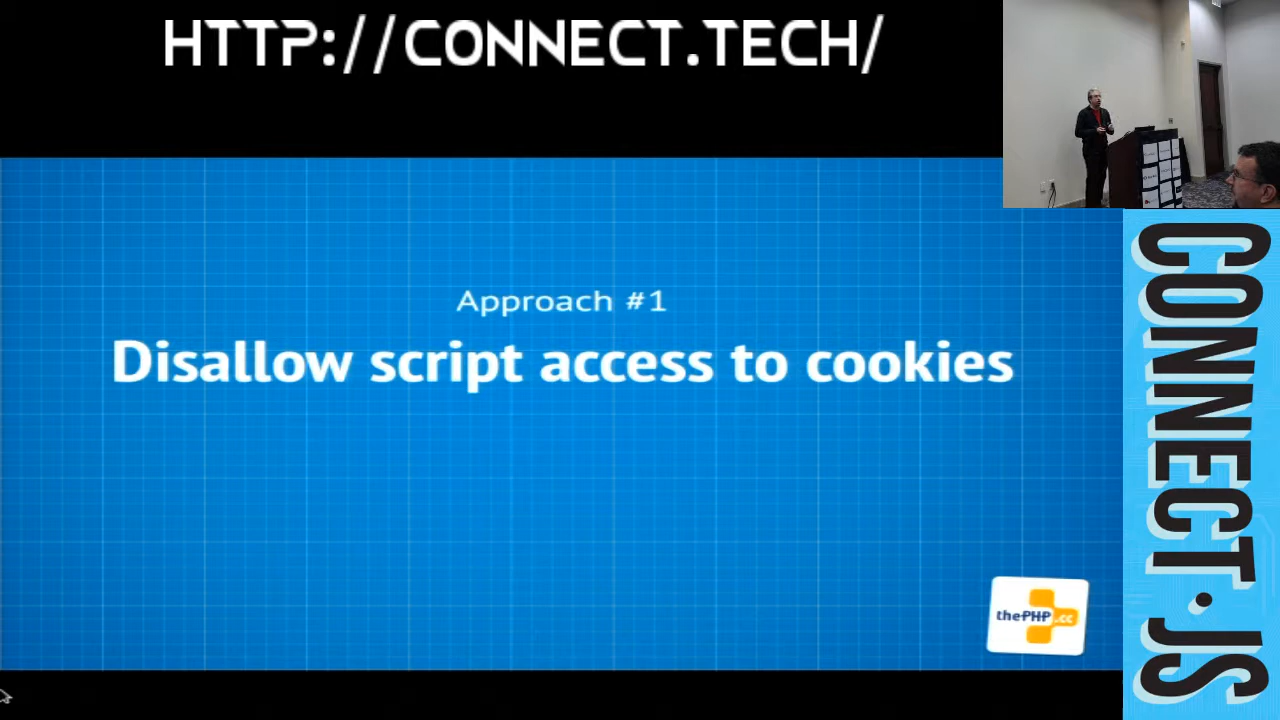 HTTP://CONNECT.TECH/
Approach #1
Disallow script access to cookies
thePHP.cc
CONNECT.JS